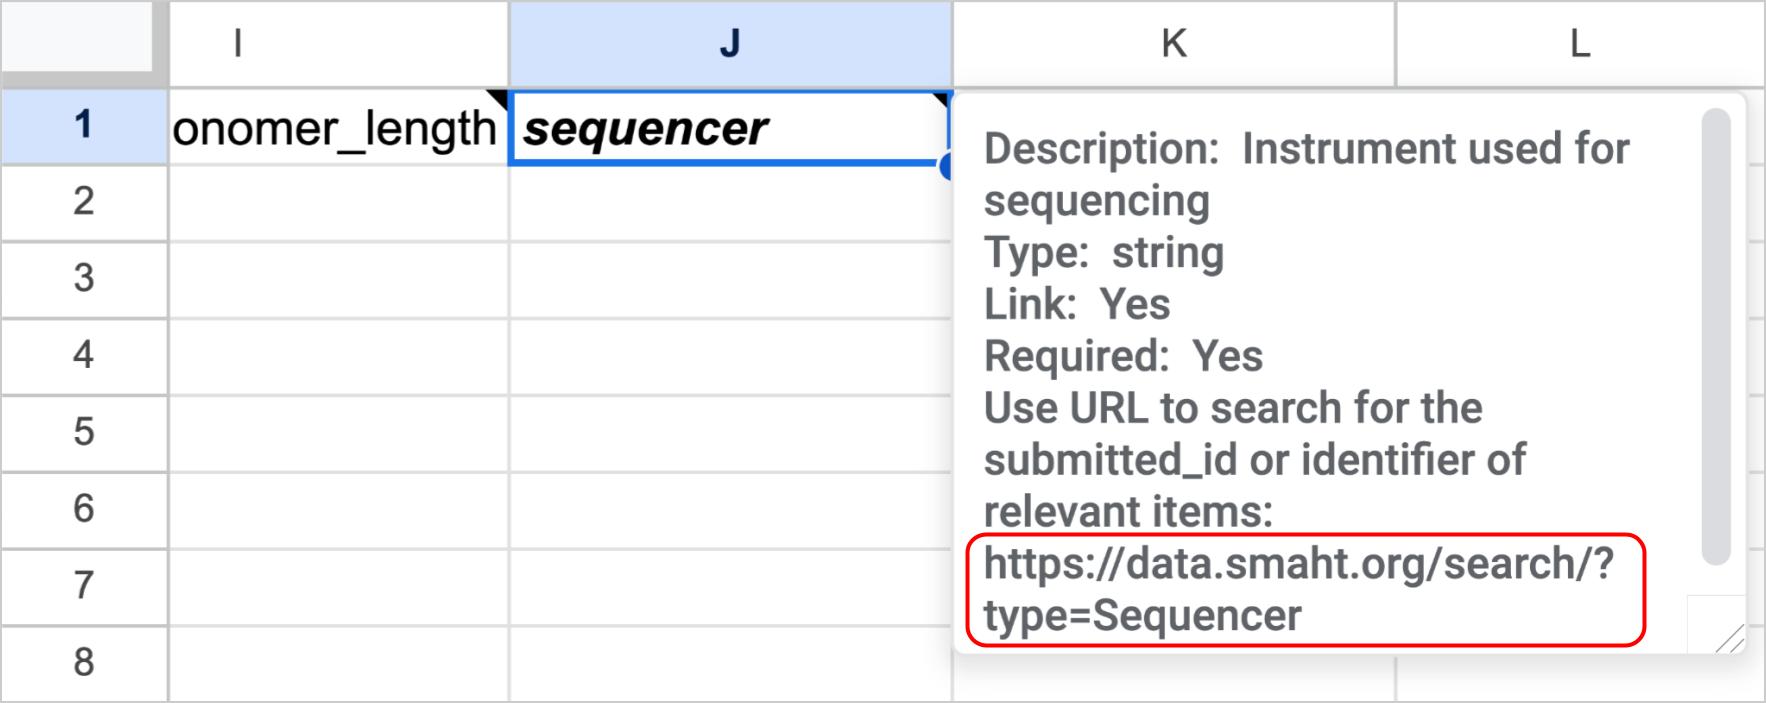 I J K L
1 onomer_length sequencer
Description:  Instrument used for
sequencing
Type:  string
Link:  Yes
Required:  Yes
Use URL to search for the
submitted_id or identifier of
relevant items:
https://data.smaht.org/search/?
type=Sequencer
2
3
4
5
6
7
8